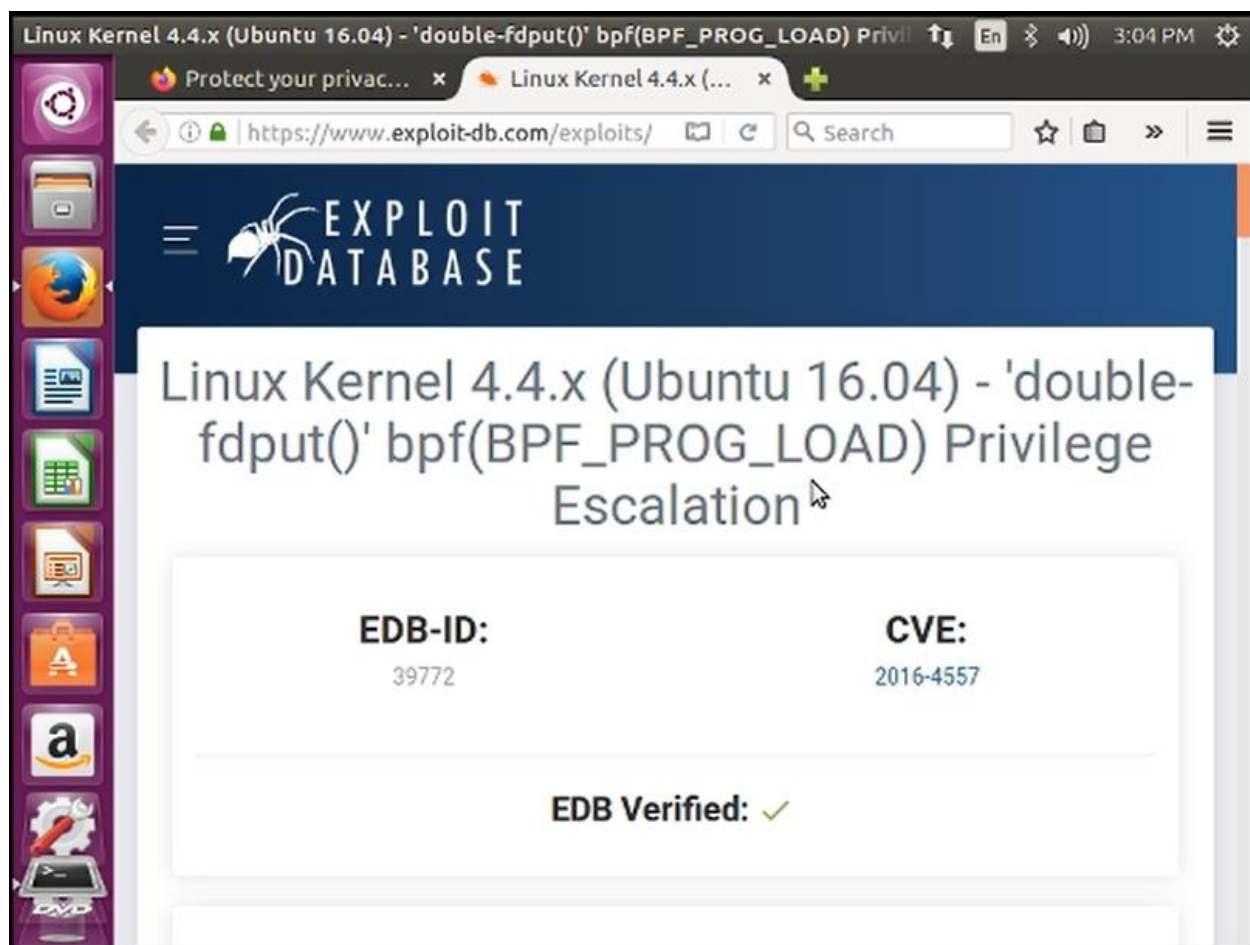 Linux Kernel 4.4.x (Ubuntu 16.04) - 'double-fdput()' bpf(BPF_PROG_LOAD) Privil
En
3:04 PM
Protect your privac... ×
Linux Kernel 4.4.x (... ×
https://www.exploit-db.com/exploits/
Search
EXPLOIT
DATABASE
Linux Kernel 4.4.x (Ubuntu 16.04) - 'double-
fdput()' bpf(BPF_PROG_LOAD) Privilege
Escalation
EDB-ID:
39772
CVE:
2016-4557
EDB Verified: ✓
A
a
>_
DVD